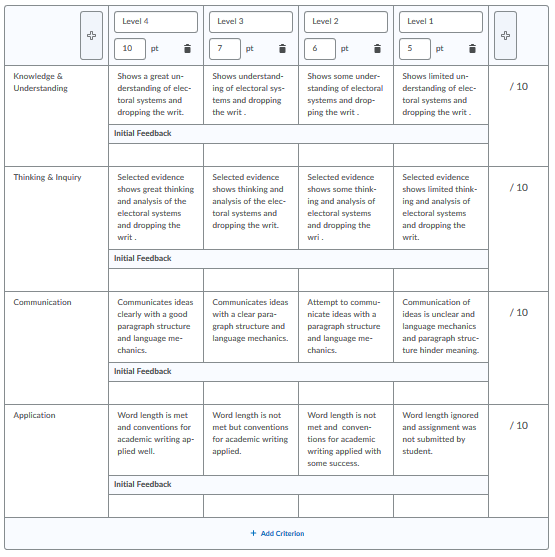 Level 4 Level 3 Level 2 Level 1
10 pt 7 pt 6 pt 5 pt
Knowledge &
Understanding
Shows a great un-
derstanding of elec-
toral systems and
dropping the writ.
Shows understand-
ing of electoral sys-
tems and dropping
the writ .
Shows some under-
standing of electoral
systems and drop-
ping the writ .
Shows limited un-
derstanding of elec-
toral systems and
dropping the writ .
/ 10
Initial Feedback
Thinking & Inquiry
Selected evidence
shows great thinking
and analysis of the
electoral systems
and dropping the
writ .
Selected evidence
shows thinking and
analysis of the elec-
toral systems and
dropping the writ.
Selected evidence
shows some think-
ing and analysis of
electoral systems
and dropping the
wri .
Selected evidence
shows limited think-
ing and analysis of
electoral systems
and dropping the
writ.
/ 10
Initial Feedback
Communication
Communicates ideas
clearly with a good
paragraph structure
and language me-
chanics.
Communicates ideas
with a clear para-
graph structure and
language mechanics.
Attempt to commu-
nicate ideas with a
paragraph structure
and language me-
chanics.
Communication of
ideas is unclear and
language mechanics
and paragraph struc-
ture hinder meaning.
/ 10
Initial Feedback
Application
Word length is met
and conventions for
academic writing ap-
plied well.
Word length is not
met but conventions
for academic writing
applied.
Word length is not
met and conven-
tions for academic
writing applied with
some success.
Word length ignored
and assignment was
not submitted by
student.
/ 10
Initial Feedback
+ Add Criterion